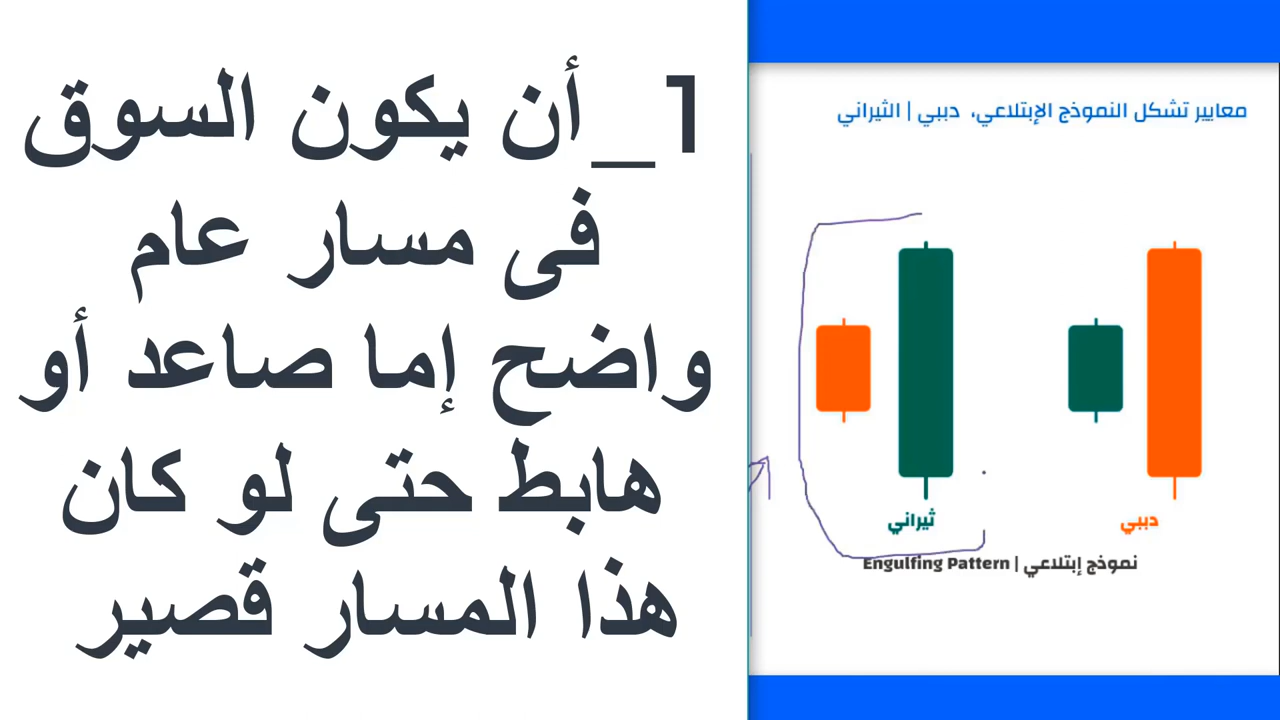 1_أن يكون السوق
فى مسار عام
واضح إما صاعد أو
هابط حتى لو كان
هذا المسار قصير
معايير تشكل النموذج الإبتلاعي، دببي | الثيراني
ثيراني
دببي
نموذج إبتلاعي | Engulfing Pattern